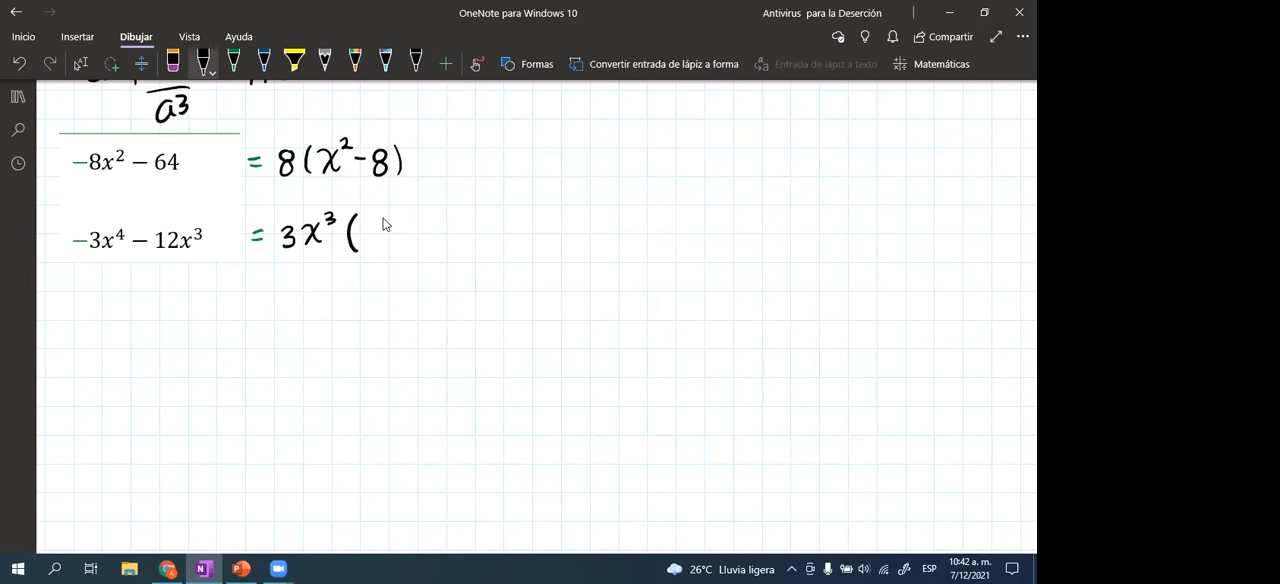 OneNote para Windows 10
Antivirus para la Deserción
Inicio
Insertar
Dibujar
Vista
Ayuda
Compartir
Formas
Convertir entrada de lápiz a forma
Entrada de lápiz a texto
Matemáticas
a³
−8x² − 64 = 8(x²-8)
−3x⁴ − 12x³ = 3x³(
26°C Lluvia ligera
ESP
10:42 a. m.
7/12/2021